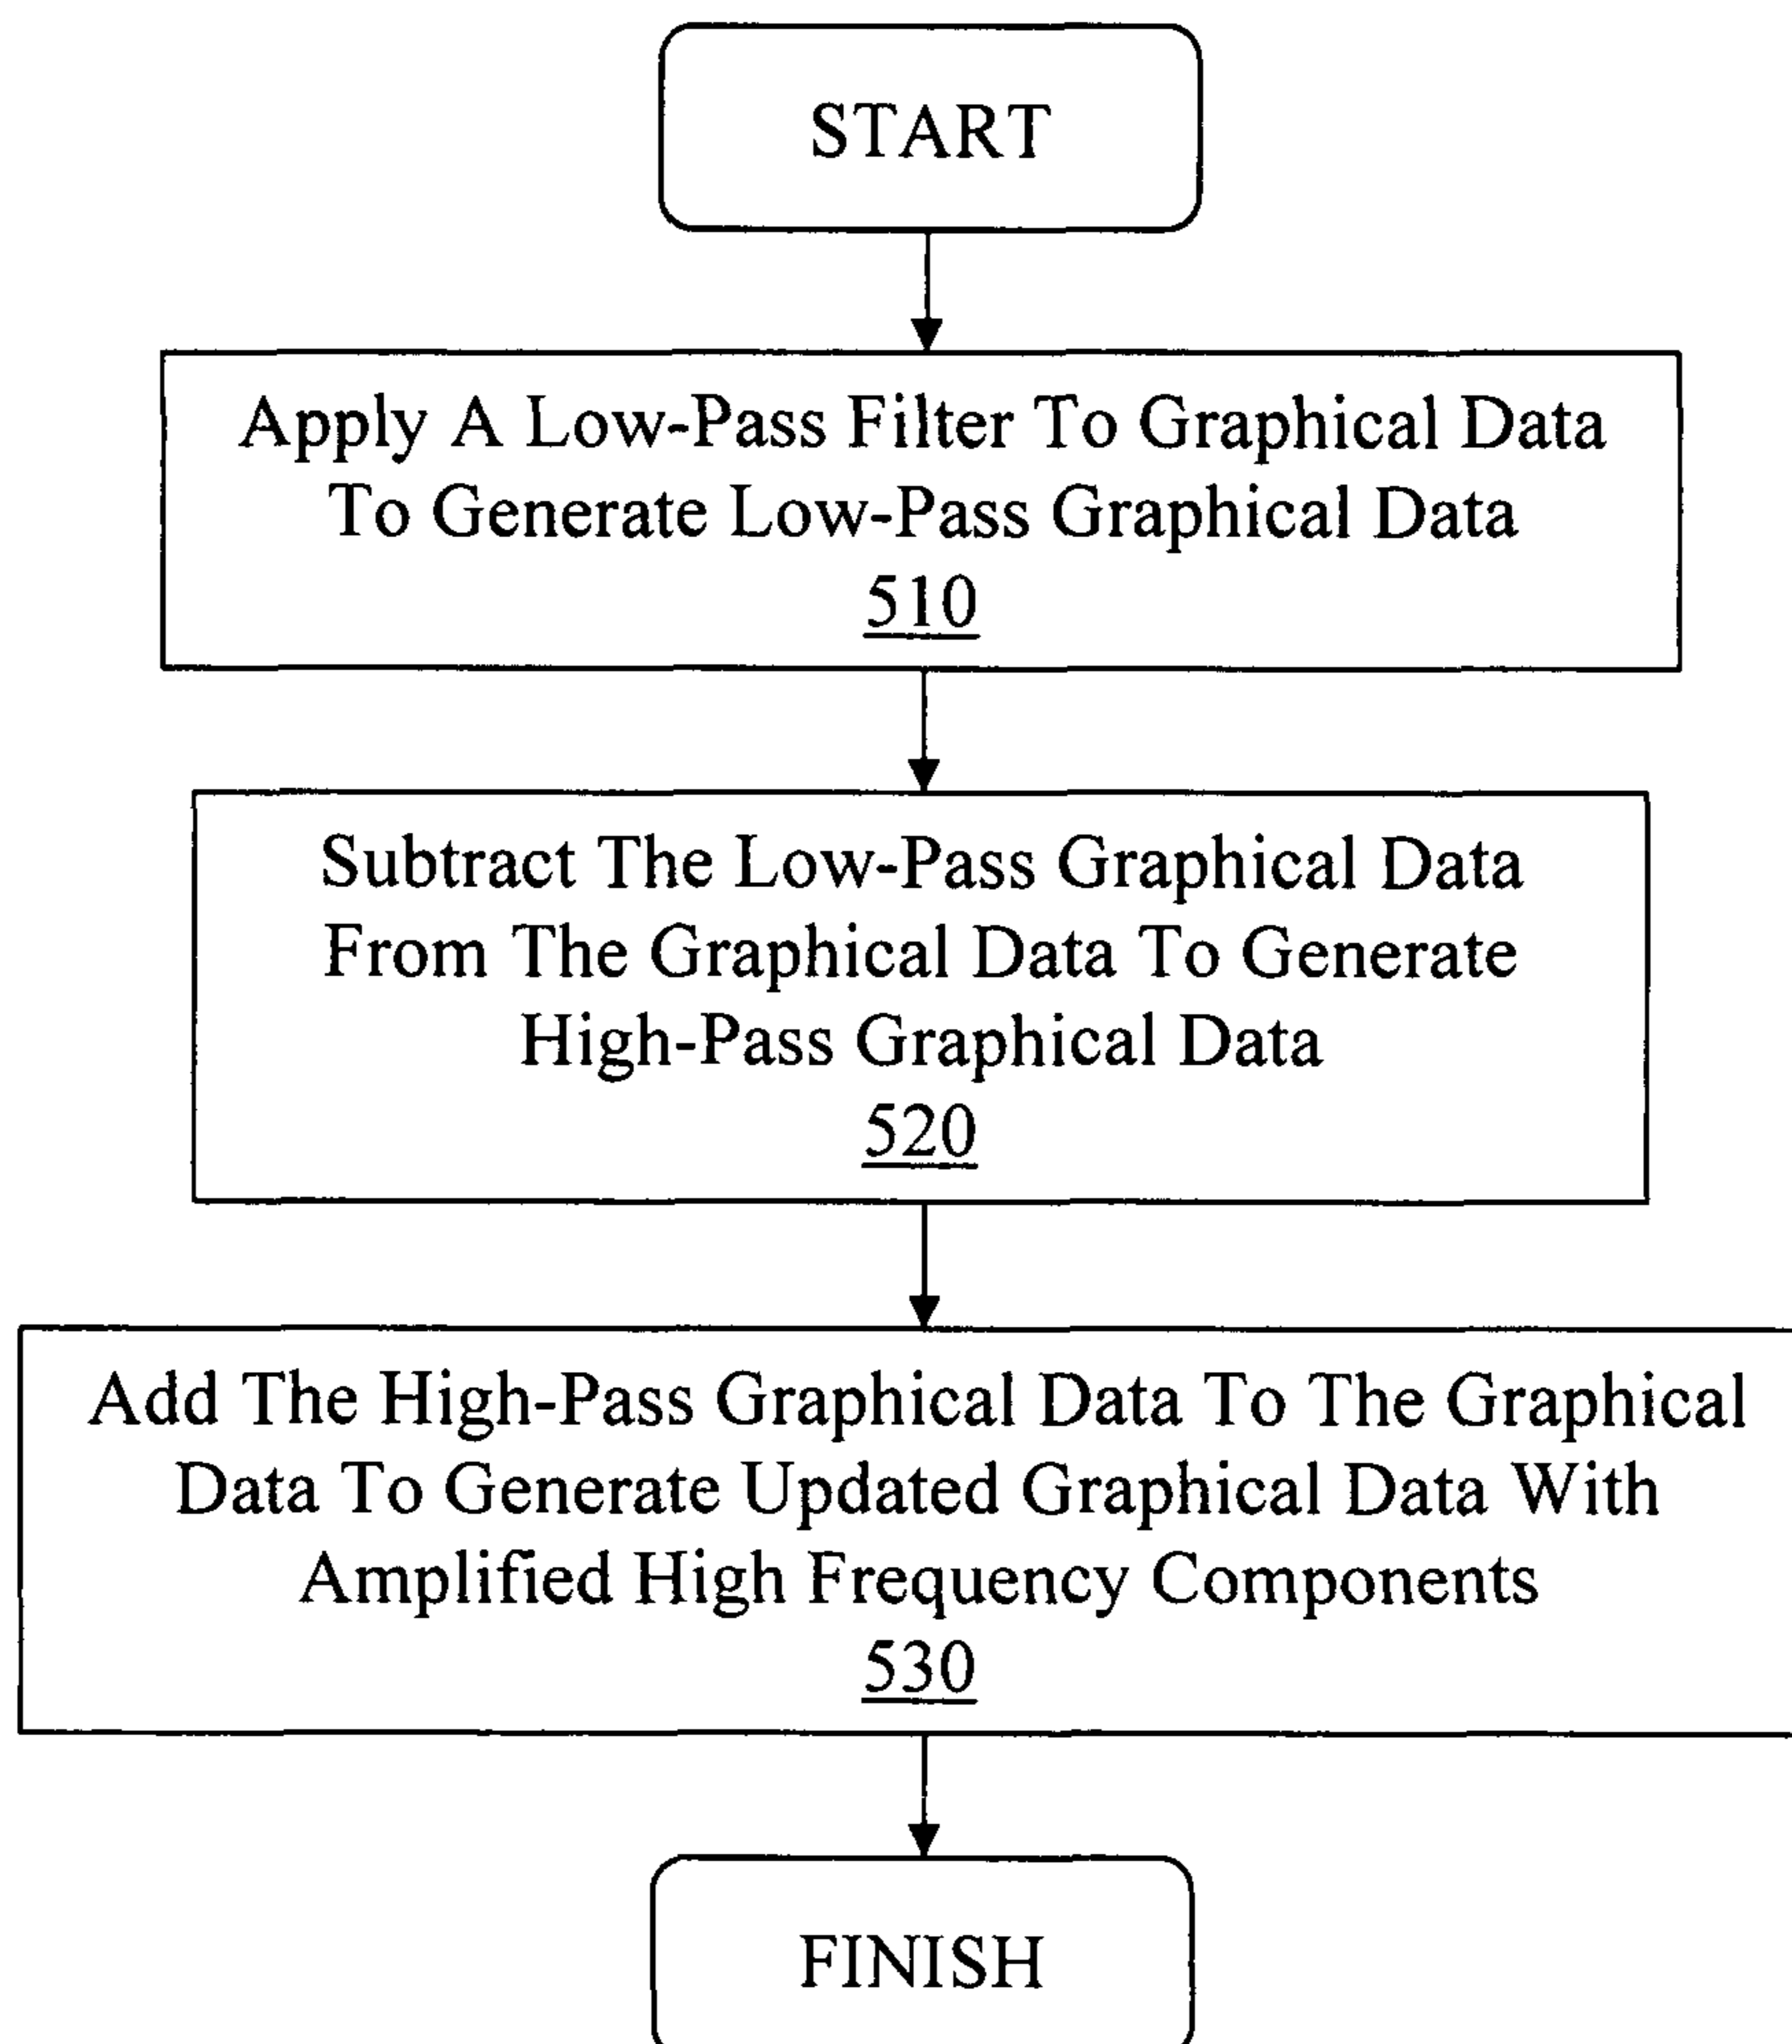 START
Apply A Low-Pass Filter To Graphical Data
To Generate Low-Pass Graphical Data
510
Subtract The Low-Pass Graphical Data
From The Graphical Data To Generate
High-Pass Graphical Data
520
Add The High-Pass Graphical Data To The Graphical
Data To Generate Updated Graphical Data With
Amplified High Frequency Components
530
FINISH